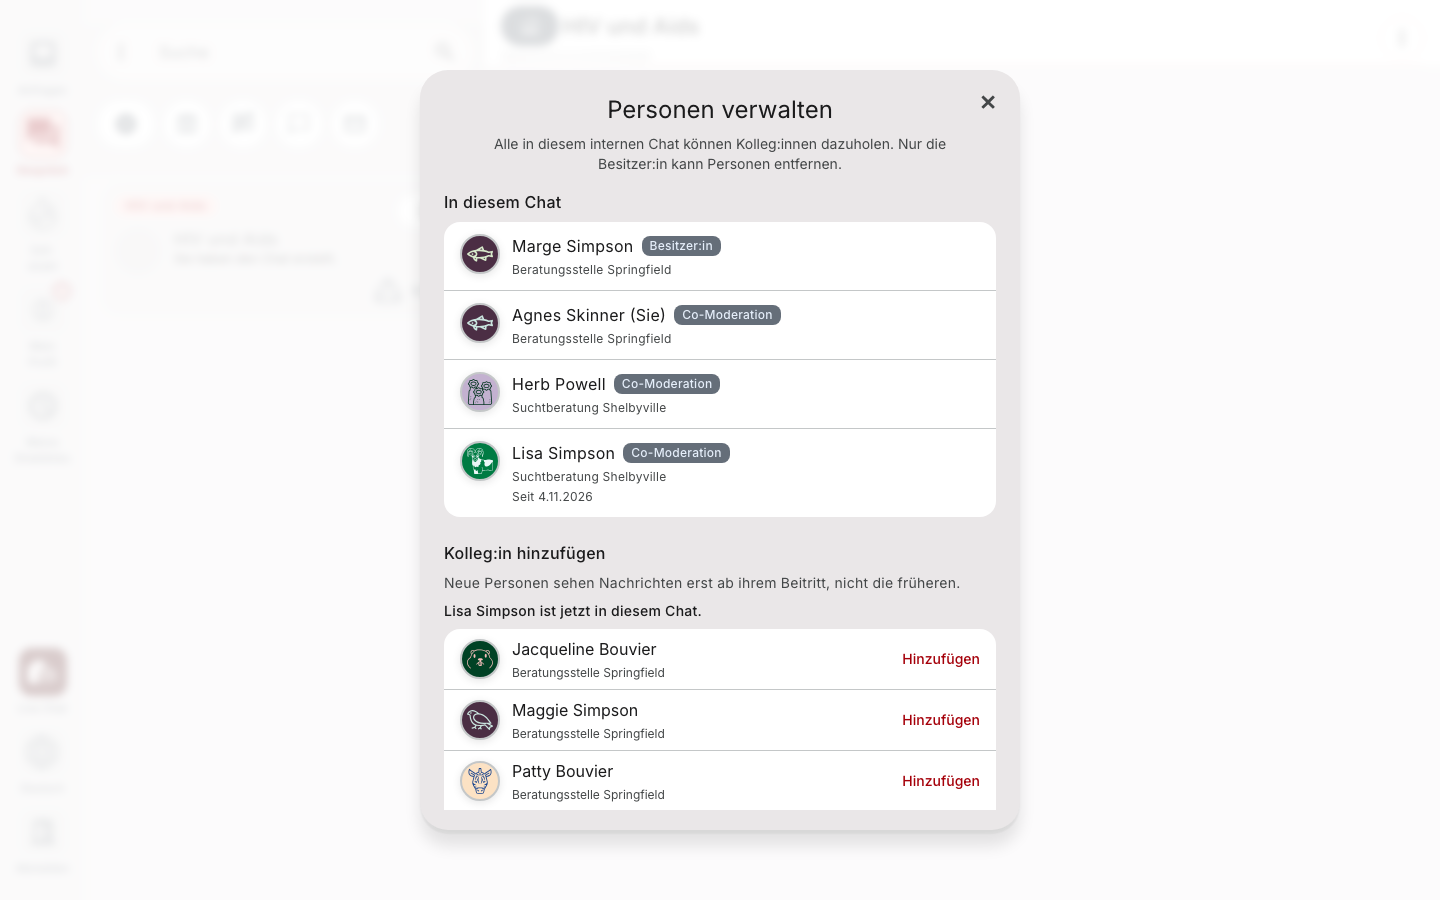 Personen verwalten
Alle in diesem internen Chat können Kolleg:innen dazuholen. Nur die
Besitzer:in kann Personen entfernen.
In diesem Chat
Marge Simpson Besitzer:in
Beratungsstelle Springfield
Agnes Skinner (Sie) Co-Moderation
Beratungsstelle Springfield
Herb Powell Co-Moderation
Suchtberatung Shelbyville
Lisa Simpson Co-Moderation
Suchtberatung Shelbyville
Seit 4.11.2026
Kolleg:in hinzufügen
Neue Personen sehen Nachrichten erst ab ihrem Beitritt, nicht die früheren.
Lisa Simpson ist jetzt in diesem Chat.
Jacqueline Bouvier Hinzufügen
Beratungsstelle Springfield
Maggie Simpson Hinzufügen
Beratungsstelle Springfield
Patty Bouvier Hinzufügen
Beratungsstelle Springfield